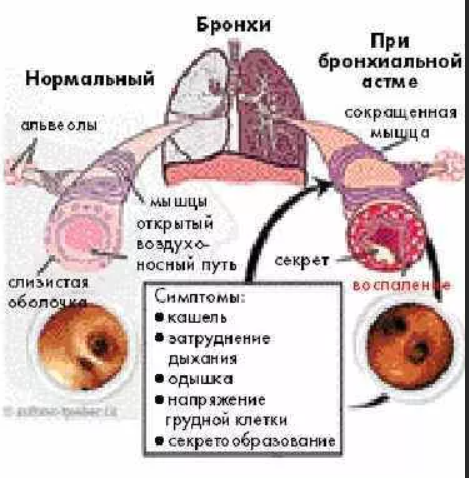 Бронхи
Нормальный
При
бронхиальной
астме
альвеолы
сокращенная
мышца
мышцы
открытый
воздухо-
носный путь
слизистая
оболочка
секрет
воспаление
Симптомы:
• кашель
• затруднение
дыхания
• одышка
• напряжение
грудной клетки
• секретообразование